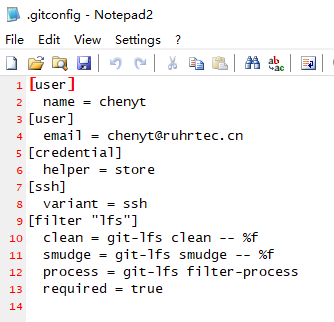 .gitconfig - Notepad2
File Edit View Settings ?
1 [user]
2 name = chenyt
3 [user]
4 email = chenyt@ruhrtec.cn
5 [credential]
6 helper = store
7 [ssh]
8 variant = ssh
9 [filter "lfs"]
10 clean = git-lfs clean -- %f
11 smudge = git-lfs smudge -- %f
12 process = git-lfs filter-process
13 required = true
14